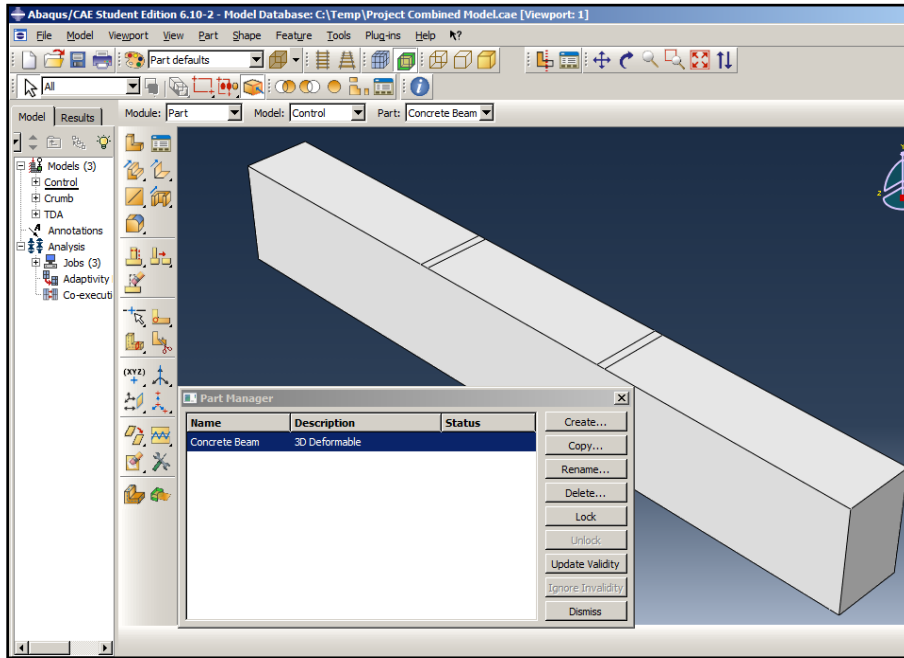 Abaqus/CAE Student Edition 6.10-2 - Model Database: C:\Temp\Project Combined Model.cae [Viewport: 1]
File Model Viewport View Part Shape Feature Tools Plug-ins Help
Part defaults
All
Model Results Module: Part Model: Control Part: Concrete Beam
Models (3)
Control
Crumb
TDA
Annotations
Analysis
Jobs (3)
Adaptivity
Co-executi
(XYZ)
Y
Z
Part Manager
Name Description Status
Concrete Beam 3D Deformable
Create...
Copy...
Rename...
Delete...
Lock
Unlock
Update Validity
Ignore Invalidity
Dismiss